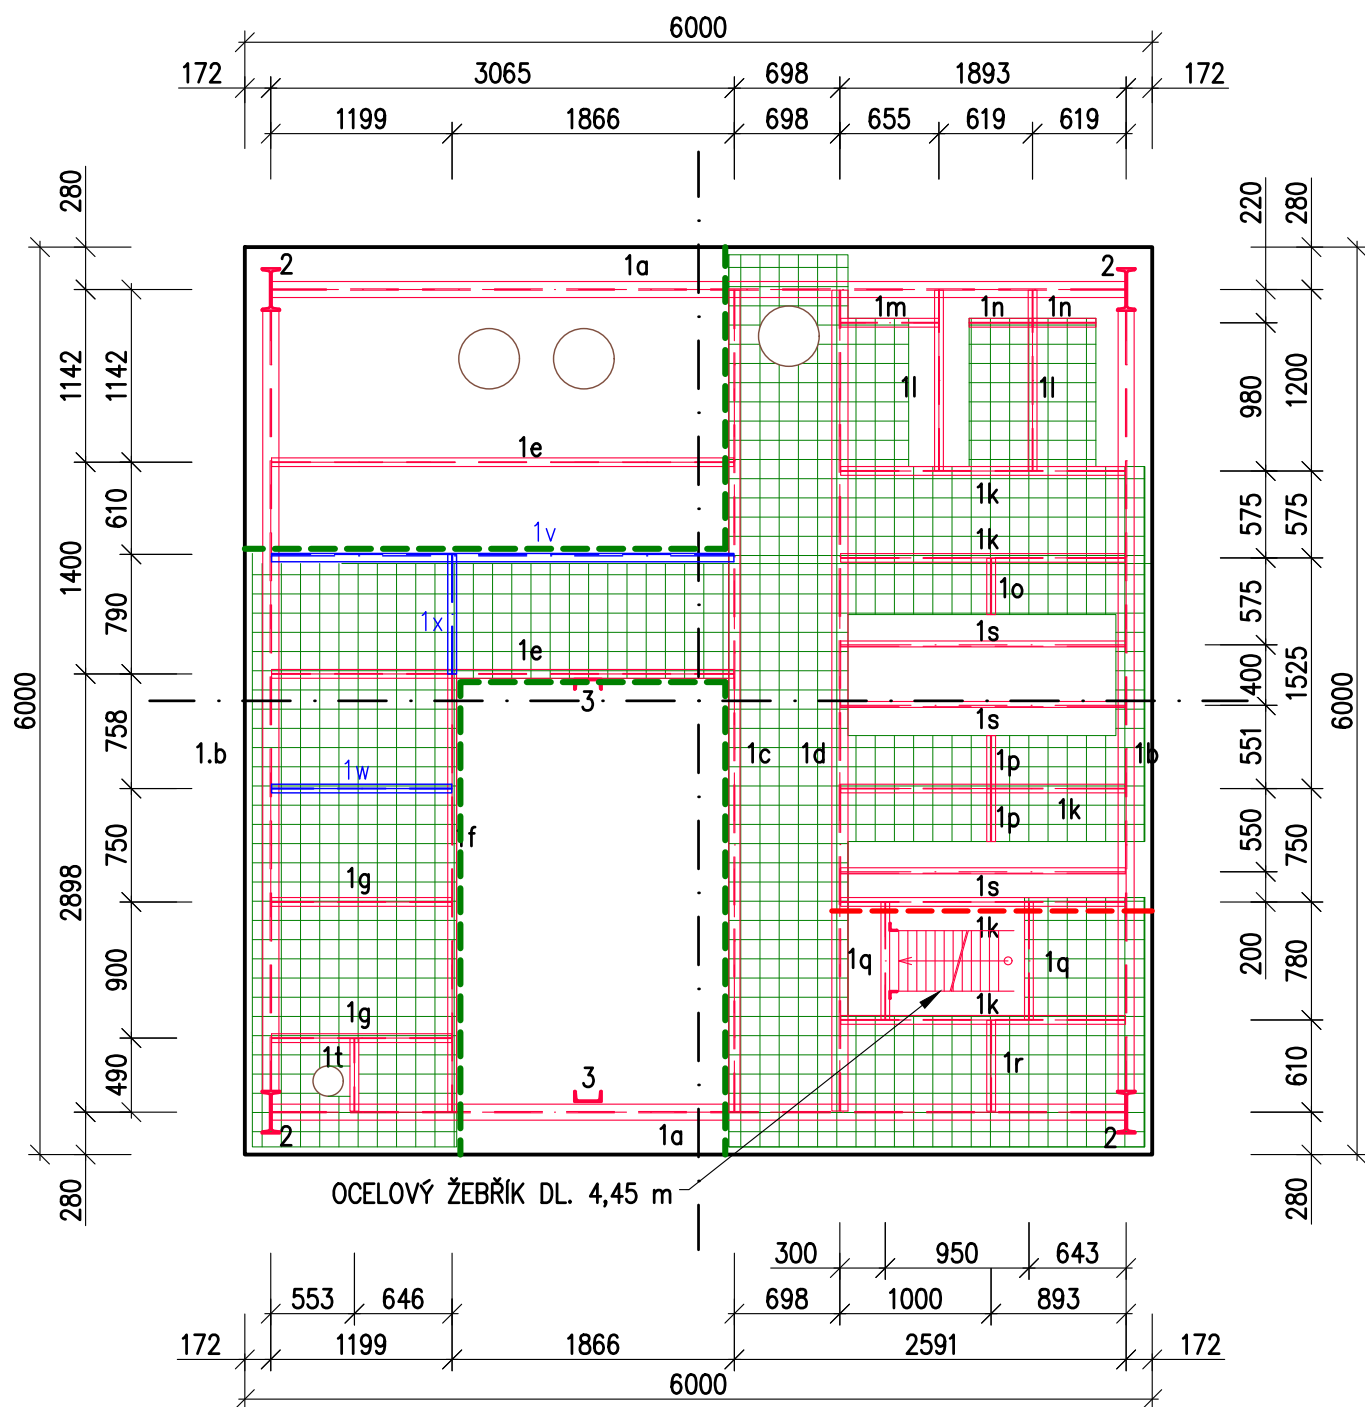 6000
172 3065 698 1893 172
1199 1866 698 655 619 619
280 220 280
2 1a 2
1m 1n 1n
1142 1142 1l 1l 980 1200
1e
1k
610 575 575
1v 1k
1400
790 1x 1o 575
1e 1s
6000 3 400 1525 6000
758 1.b 1c 1d 1s 1b
1w 1p 551
1k
750 f 1p 550 750
2898 1g 1s
1k
900 1q 1q 200 780
1g 1k
490 1t 1r 610
3
2 1a 2
280 OCELOVÝ ŽEBŘÍK DL. 4,45 m 280
300 950 643
553 646 698 1000 893
172 1199 1866 2591 172
6000